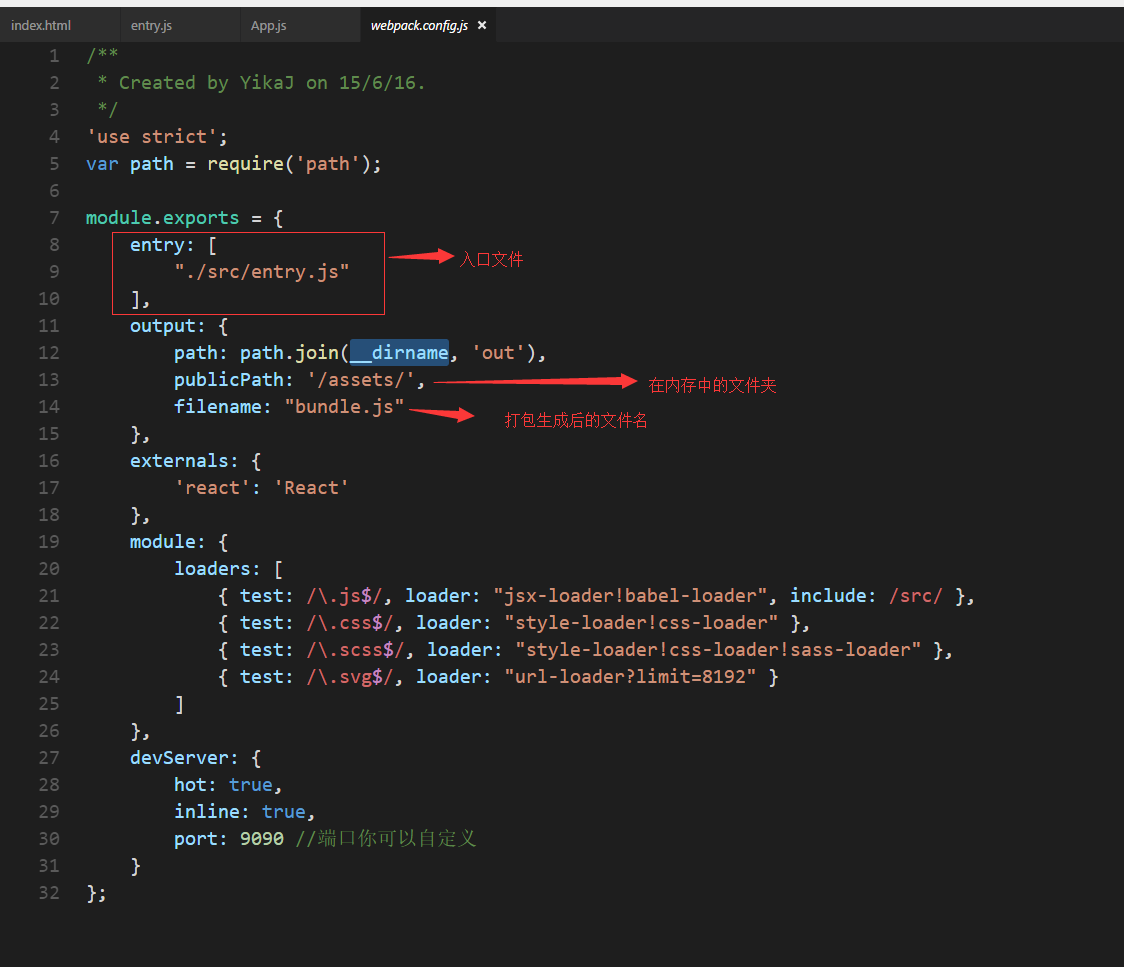 index.html entry.js App.js webpack.config.js ×
1 /**
2 * Created by YikaJ on 15/6/16.
3 */
4 'use strict';
5 var path = require('path');
6
7 module.exports = {
8 entry: [
入口文件
9 "./src/entry.js"
10 ],
11 output: {
12 path: path.join(__dirname, 'out'),
13 publicPath: '/assets/', 在内存中的文件夹
14 filename: "bundle.js" 打包生成后的文件名
15 },
16 externals: {
17 'react': 'React'
18 },
19 module: {
20 loaders: [
21 { test: /\.js$/, loader: "jsx-loader!babel-loader", include: /src/ },
22 { test: /\.css$/, loader: "style-loader!css-loader" },
23 { test: /\.scss$/, loader: "style-loader!css-loader!sass-loader" },
24 { test: /\.svg$/, loader: "url-loader?limit=8192" }
25 ]
26 },
27 devServer: {
28 hot: true,
29 inline: true,
30 port: 9090 //端口你可以自定义
31 }
32 };